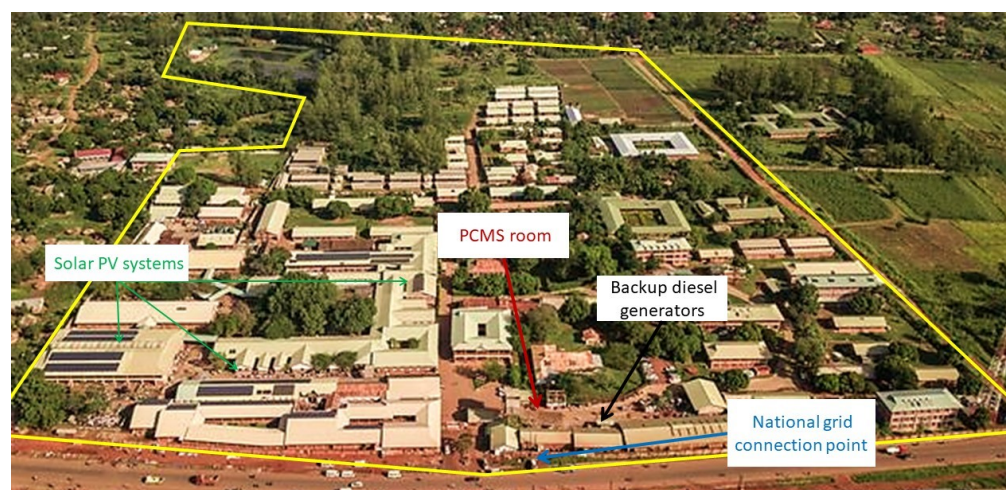 PCMS room
Solar PV systems
Backup diesel
generators
National grid
connection point